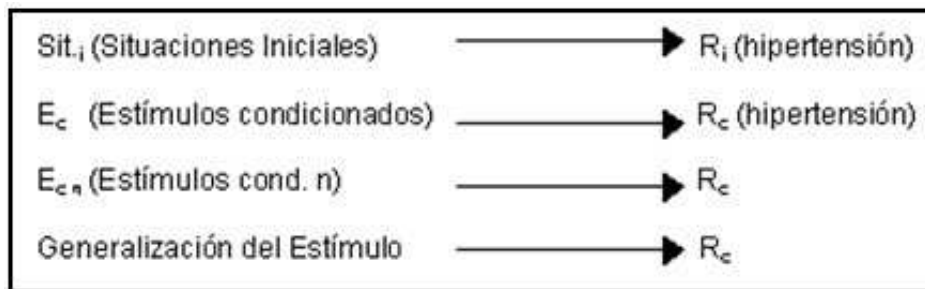 Sit.i (Situaciones Iniciales) Ri (hipertensión)
Ec (Estímulos condicionados) Rc (hipertensión)
Ec n (Estímulos cond. n) Rc
Generalización del Estímulo Rc